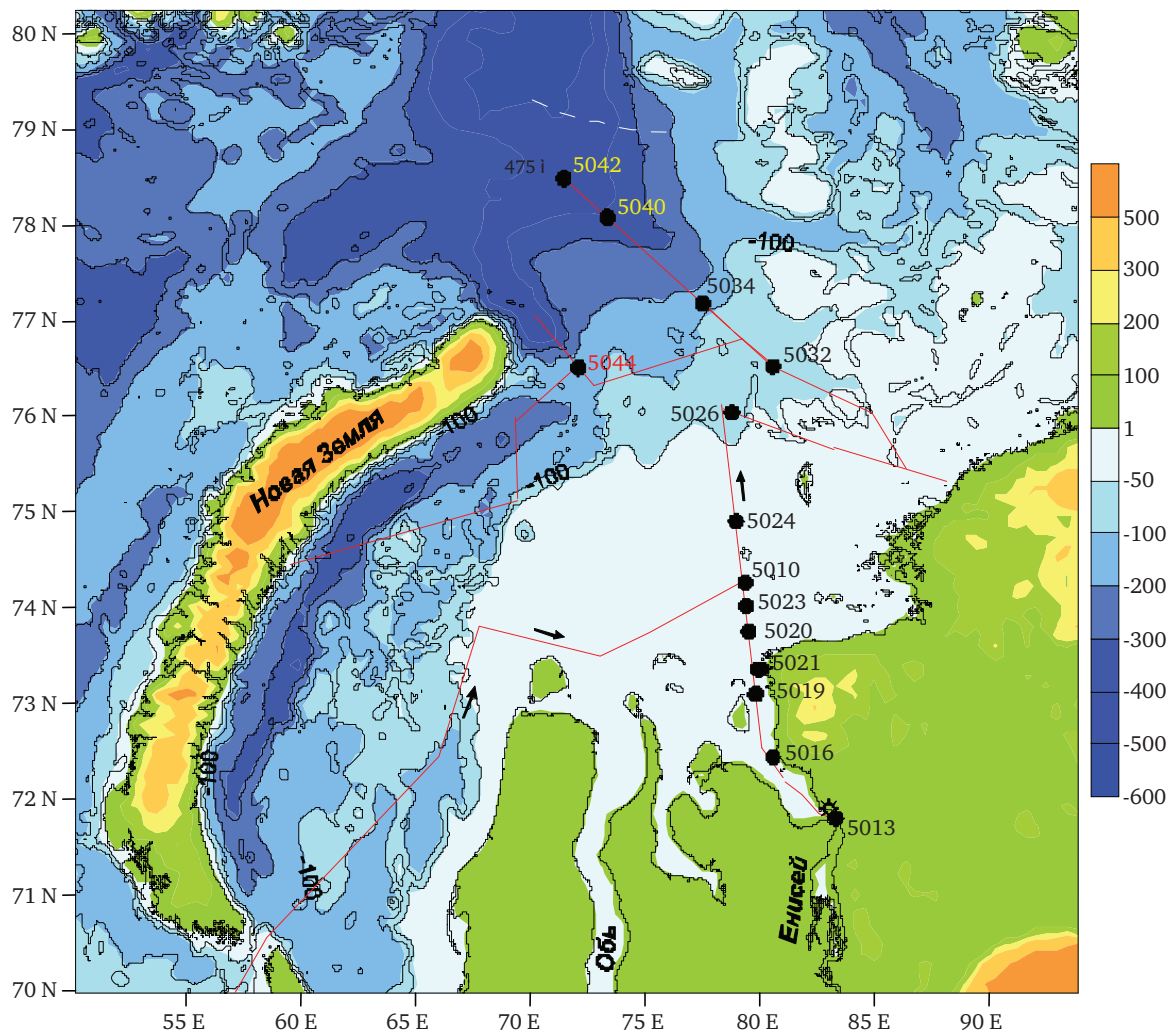 80 N
79 N
78 N
77 N
76 N
75 N
74 N
73 N
72 N
71 N
70 N
55 E
60 E
65 E
70 E
75 E
80 E
85 E
90 E
475 i
5042
5040
-100
5034
5044
5032
5026
100
Новая Земля
-100
5024
5010
5023
5020
5021
5019
5016
5013
-100
-100
Обь
Енисей
500
300
200
100
1
-50
-100
-200
-300
-400
-500
-600